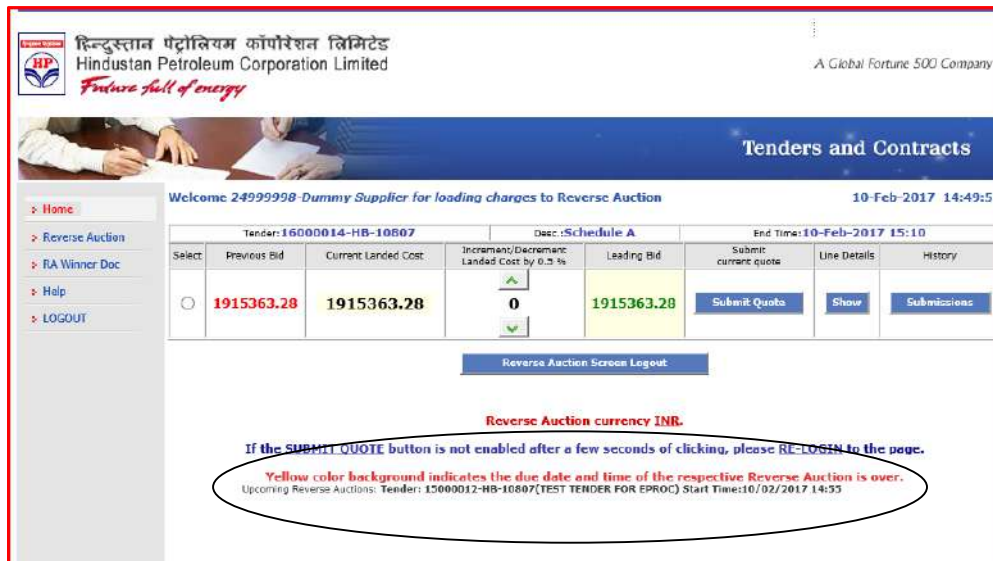 हिन्दुस्तान पेट्रोलियम कॉर्पोरेशन लिमिटेड
HP
Hindustan Petroleum Corporation Limited
A Global Fortune 500 Company
Future full of energy
Tenders and Contracts
Welcome 24999998-Dummy Supplier for loading charges to Reverse Auction 10-Feb-2017 14:49:5
Home
Reverse Auction
RA Winner Doc
Help
LOGOUT
Tender:16000014-HB-10807 Desc.:Schedule A End Time:10-Feb-2017 15:10
Select Previous Bid Current Landed Cost Increment/Decrement Landed Cost by 0.5 % Leading Bid Submit current quote Line Details History
1915363.28 1915363.28 0 1915363.28 Submit Quote Show Submissions
Reverse Auction Screen Logout
Reverse Auction currency INR.
If the SUBMIT QUOTE button is not enabled after a few seconds of clicking, please RE-LOGIN to the page.
Yellow color background indicates the due date and time of the respective Reverse Auction is over.
Upcoming Reverse Auctions: Tender: 15000012-HB-10807(TEST TENDER FOR EPROC) Start Time:10/02/2017 14:55